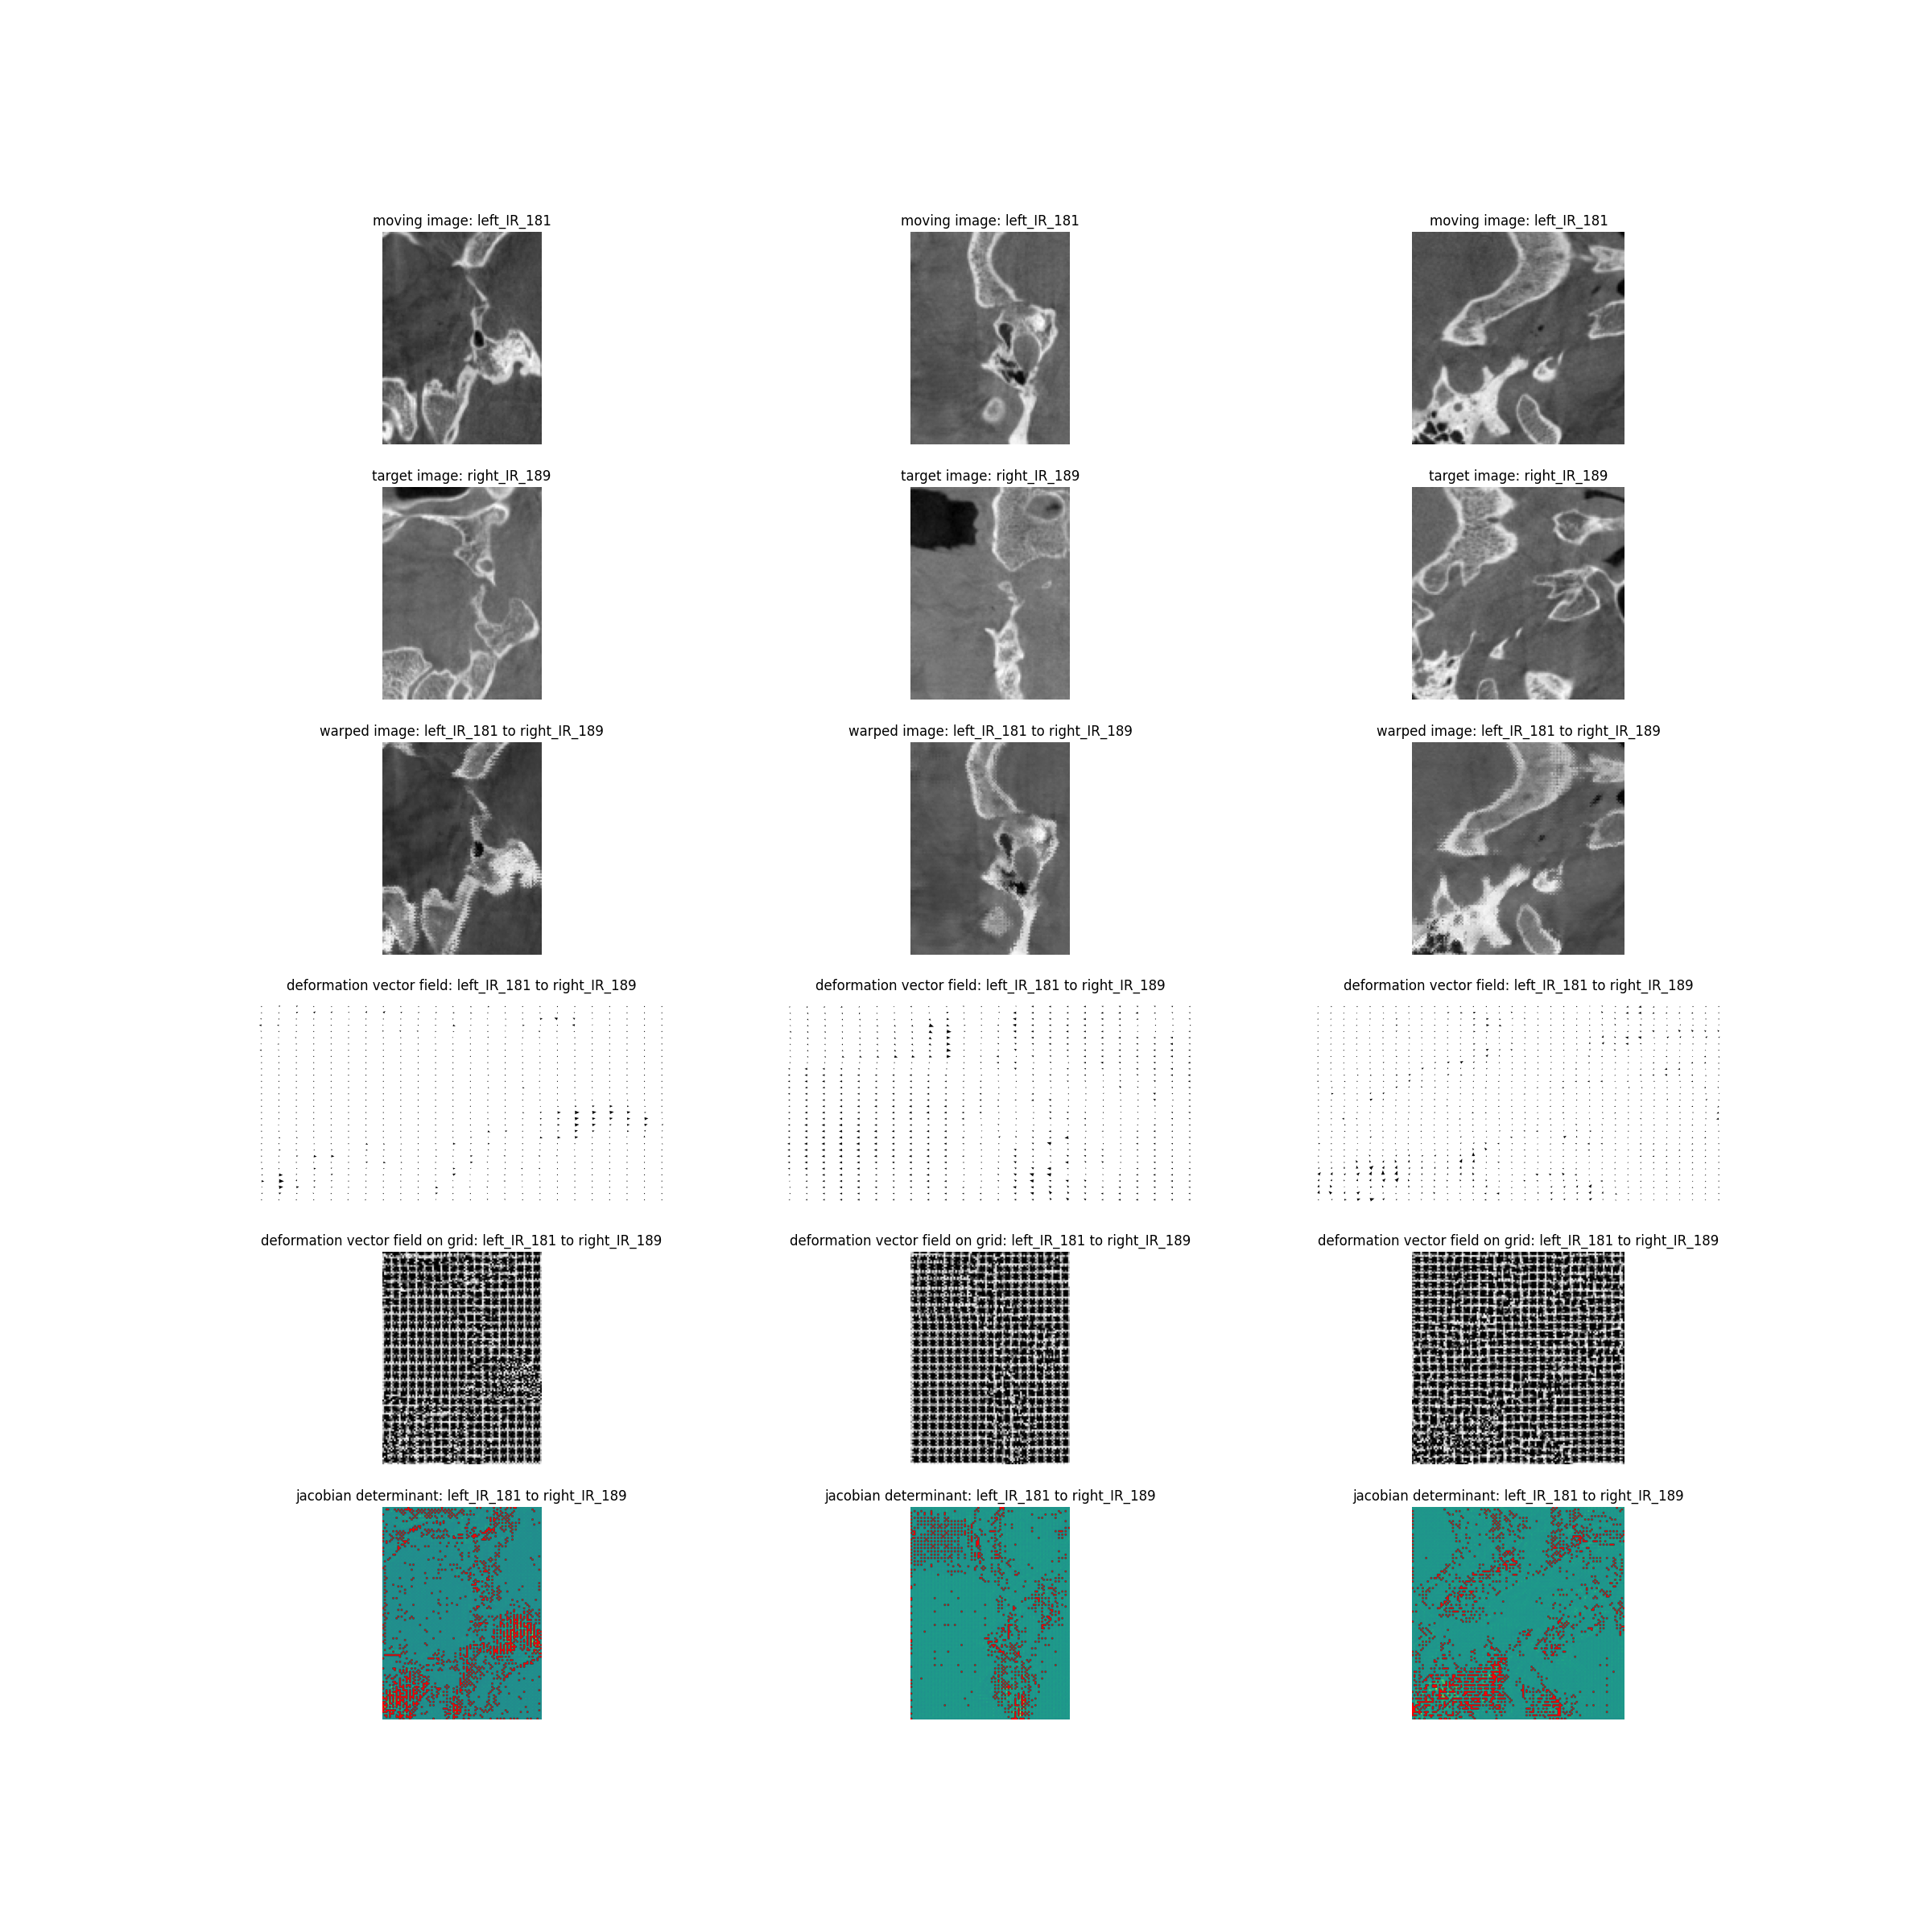 moving image: left_IR_181
moving image: left_IR_181
moving image: left_IR_181
target image: right_IR_189
target image: right_IR_189
target image: right_IR_189
warped image: left_IR_181 to right_IR_189
warped image: left_IR_181 to right_IR_189
warped image: left_IR_181 to right_IR_189
deformation vector field: left_IR_181 to right_IR_189
deformation vector field: left_IR_181 to right_IR_189
deformation vector field: left_IR_181 to right_IR_189
deformation vector field on grid: left_IR_181 to right_IR_189
deformation vector field on grid: left_IR_181 to right_IR_189
deformation vector field on grid: left_IR_181 to right_IR_189
jacobian determinant: left_IR_181 to right_IR_189
jacobian determinant: left_IR_181 to right_IR_189
jacobian determinant: left_IR_181 to right_IR_189